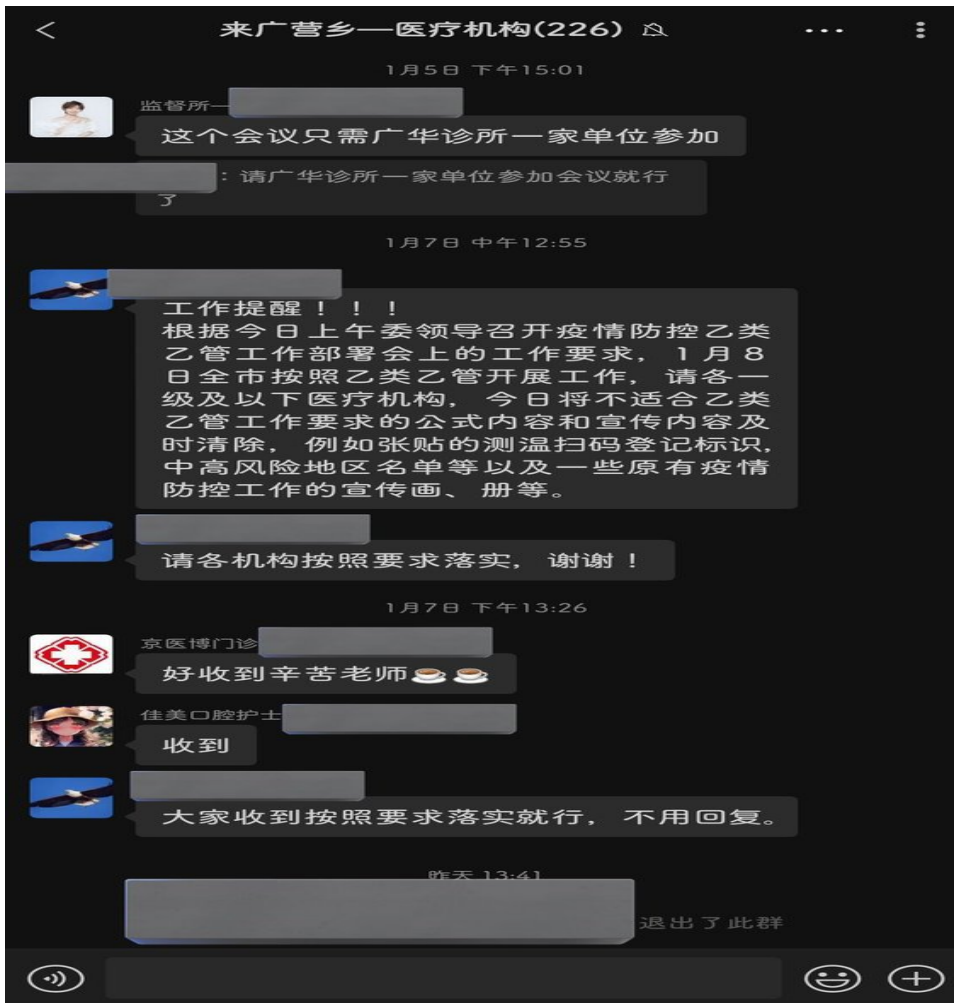 来广营乡—医疗机构(226)
1月5日 下午15:01
监督所—
这个会议只需广华诊所一家单位参加
：请广华诊所一家单位参加会议就行
了
1月7日 中午12:55
工作提醒！！！
根据今日上午委领导召开疫情防控乙类
乙管工作部署会上的工作要求，1月8
日全市按照乙类乙管开展工作，请各一
级及以下医疗机构，今日将不适合乙类
乙管工作要求的公式内容和宣传内容及
时清除，例如张贴的测温扫码登记标识，
中高风险地区名单等以及一些原有疫情
防控工作的宣传画、册等。
请各机构按照要求落实，谢谢！
1月7日 下午13:26
京医博门诊
好收到辛苦老师☕☕
佳美口腔护士
收到
大家收到按照要求落实就行，不用回复。
昨天 13:41
退出了此群